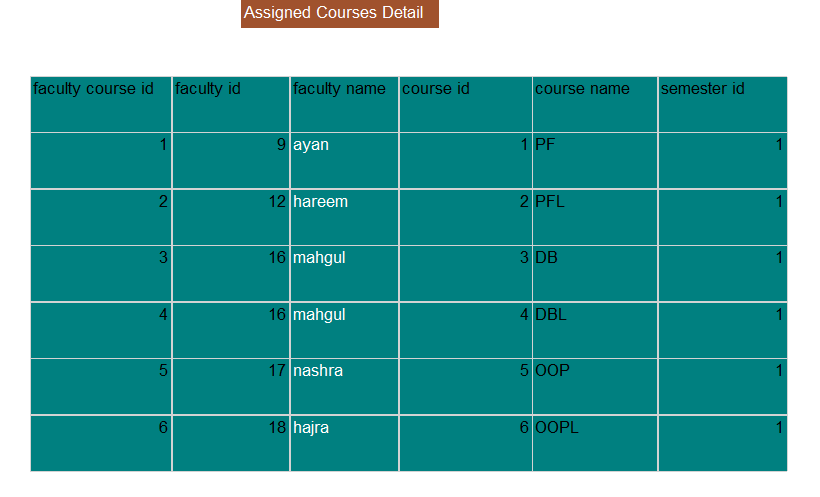 Assigned Courses Detail
faculty course id faculty id faculty name course id course name semester id
1 9 ayan 1 PF 1
2 12 hareem 2 PFL 1
3 16 mahgul 3 DB 1
4 16 mahgul 4 DBL 1
5 17 nashra 5 OOP 1
6 18 hajra 6 OOPL 1